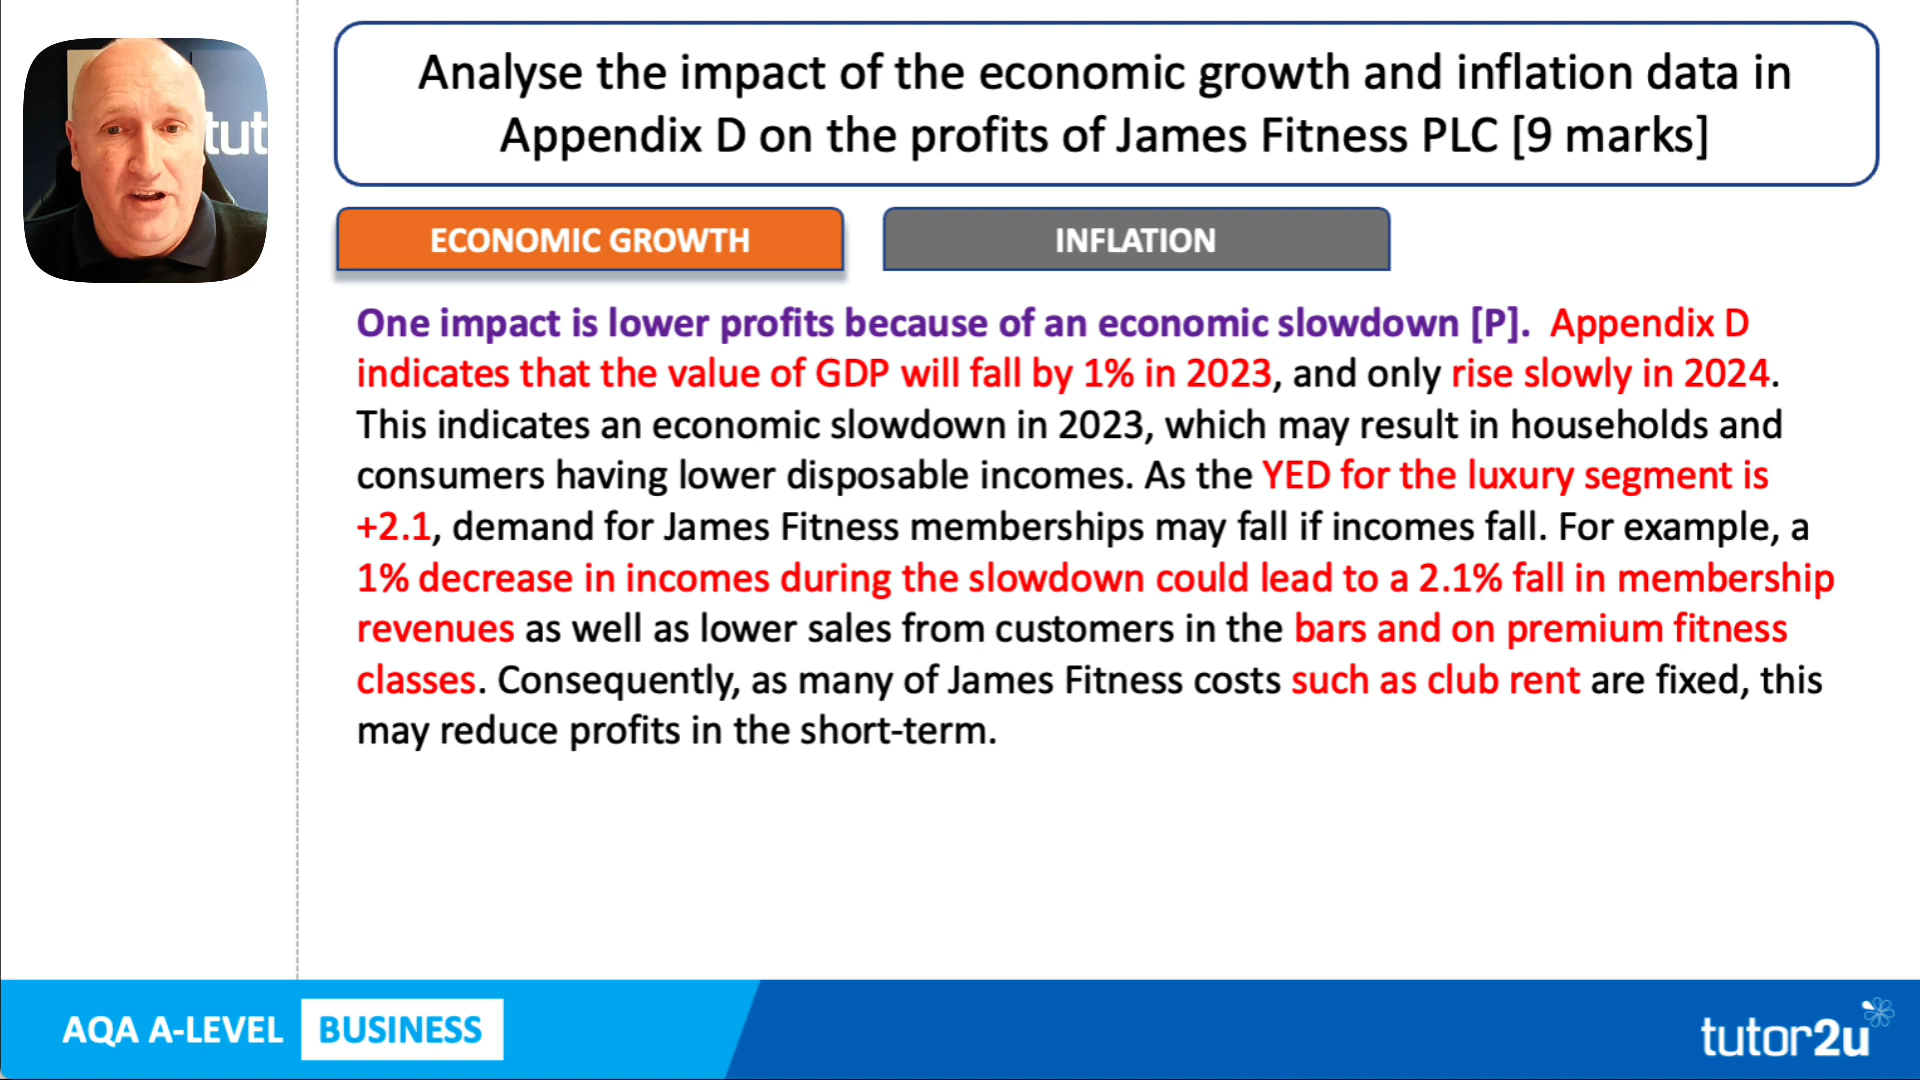 tut
Analyse the impact of the economic growth and inflation data in
Appendix D on the profits of James Fitness PLC [9 marks]
ECONOMIC GROWTH
INFLATION
One impact is lower profits because of an economic slowdown [P]. Appendix D
indicates that the value of GDP will fall by 1% in 2023, and only rise slowly in 2024.
This indicates an economic slowdown in 2023, which may result in households and
consumers having lower disposable incomes. As the YED for the luxury segment is
+2.1, demand for James Fitness memberships may fall if incomes fall. For example, a
1% decrease in incomes during the slowdown could lead to a 2.1% fall in membership
revenues as well as lower sales from customers in the bars and on premium fitness
classes. Consequently, as many of James Fitness costs such as club rent are fixed, this
may reduce profits in the short-term.
AQA A-LEVEL BUSINESS
tutor2u